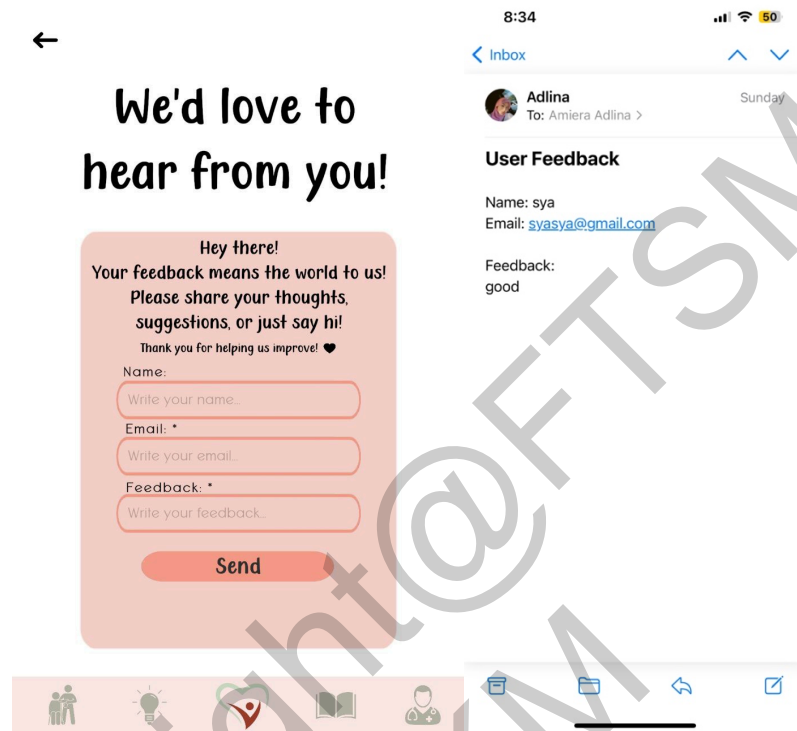 We'd love to
hear from you!
Hey there!
Your feedback means the world to us!
Please share your thoughts,
suggestions, or just say hi!
Thank you for helping us improve! ♥
Name:
Write your name...
Email: *
Write your email...
Feedback: *
Write your feedback...
Send
8:34
50
Inbox
Adlina
Sunday
To: Amiera Adlina >
User Feedback
Name: sya
Email: syasya@gmail.com
Feedback:
good
ght@FTSM
M